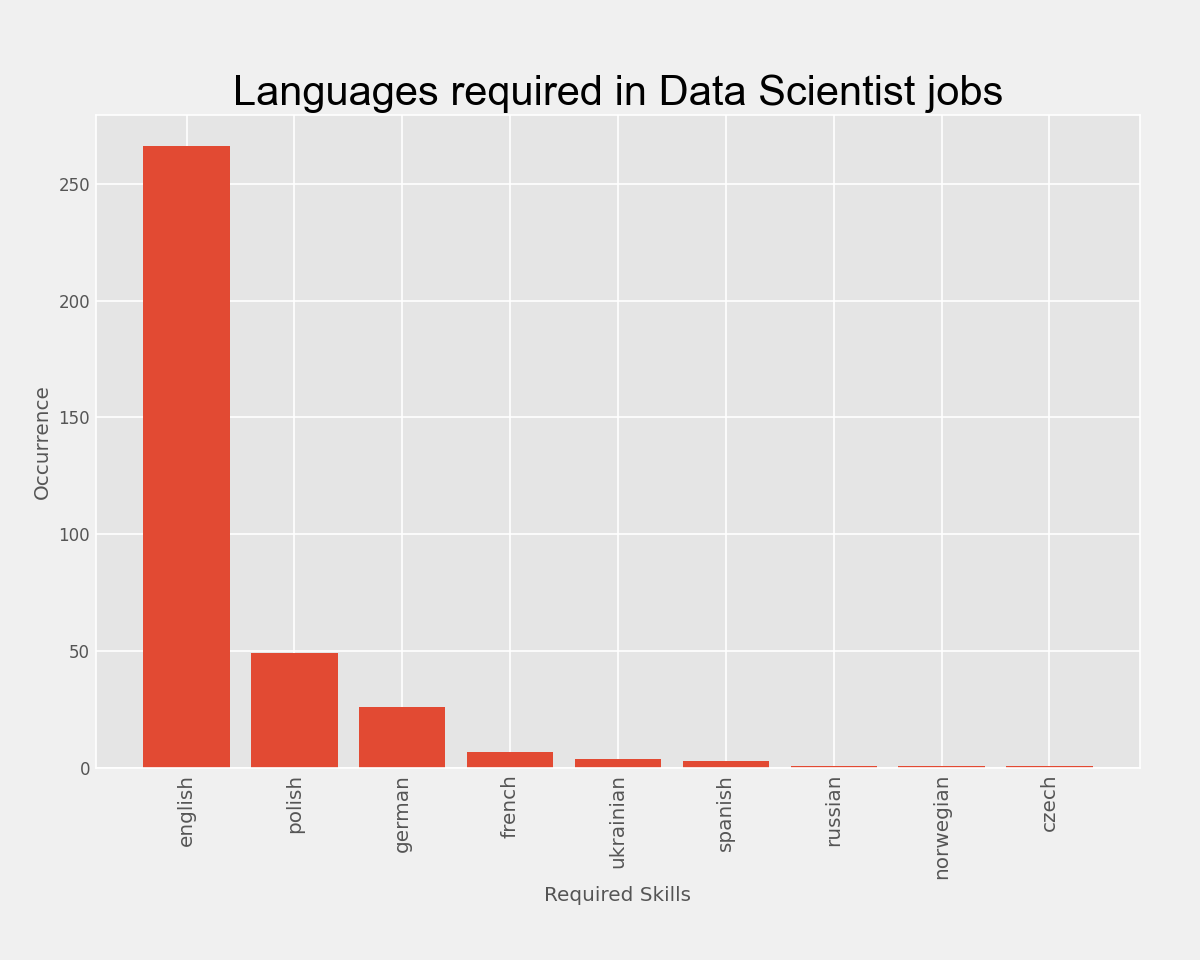 Languages required in Data Scientist jobs
Occurrence
250
200
150
100
50
0
english
polish
german
french
ukrainian
spanish
russian
norwegian
czech
Required Skills